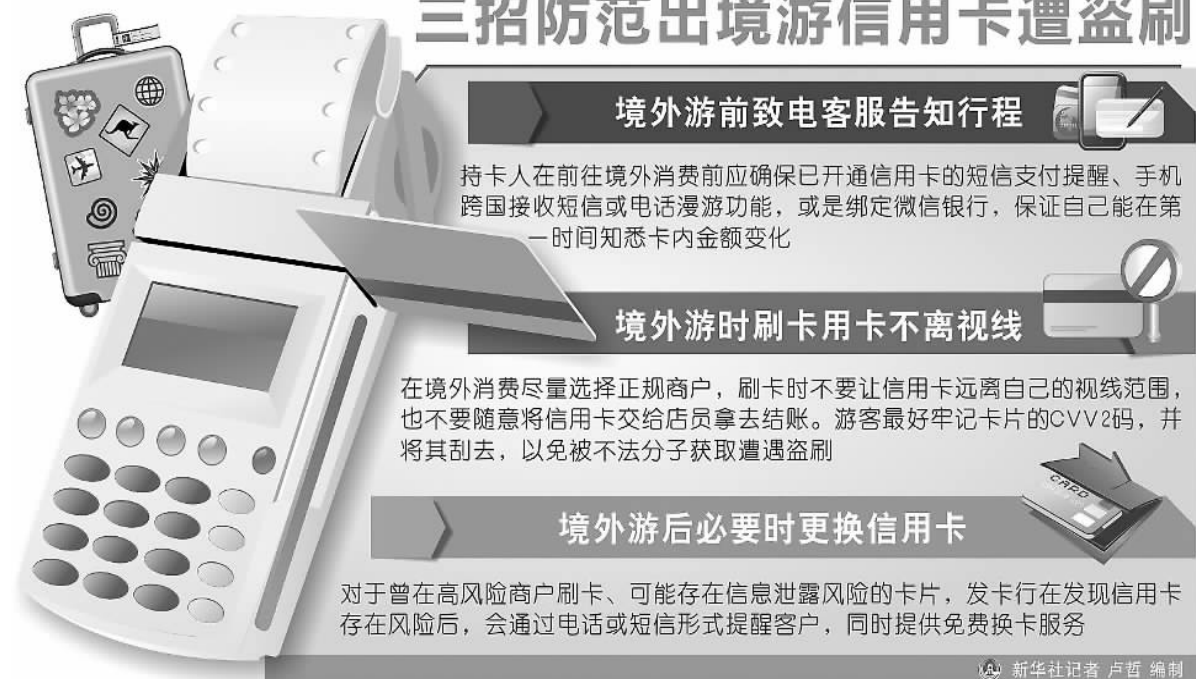 三招防范出境游信用卡遭盗刷
境外游前致电客服告知行程
持卡人在前往境外消费前应确保已开通信用卡的短信支付提醒、手机
跨国接收短信或电话漫游功能，或是绑定微信银行，保证自己能在第
一时间知悉卡内金额变化
境外游时刷卡用卡不离视线
在境外消费尽量选择正规商户，刷卡时不要让信用卡远离自己的视线范围，
也不要随意将信用卡交给店员拿去结账。游客最好牢记卡片的CVV2码，并
将其刮去，以免被不法分子获取遭遇盗刷
CARD
境外游后必要时更换信用卡
对于曾在高风险商户刷卡、可能存在信息泄露风险的卡片，发卡行在发现信用卡
存在风险后，会通过电话或短信形式提醒客户，同时提供免费换卡服务
新华社记者 卢哲 编制